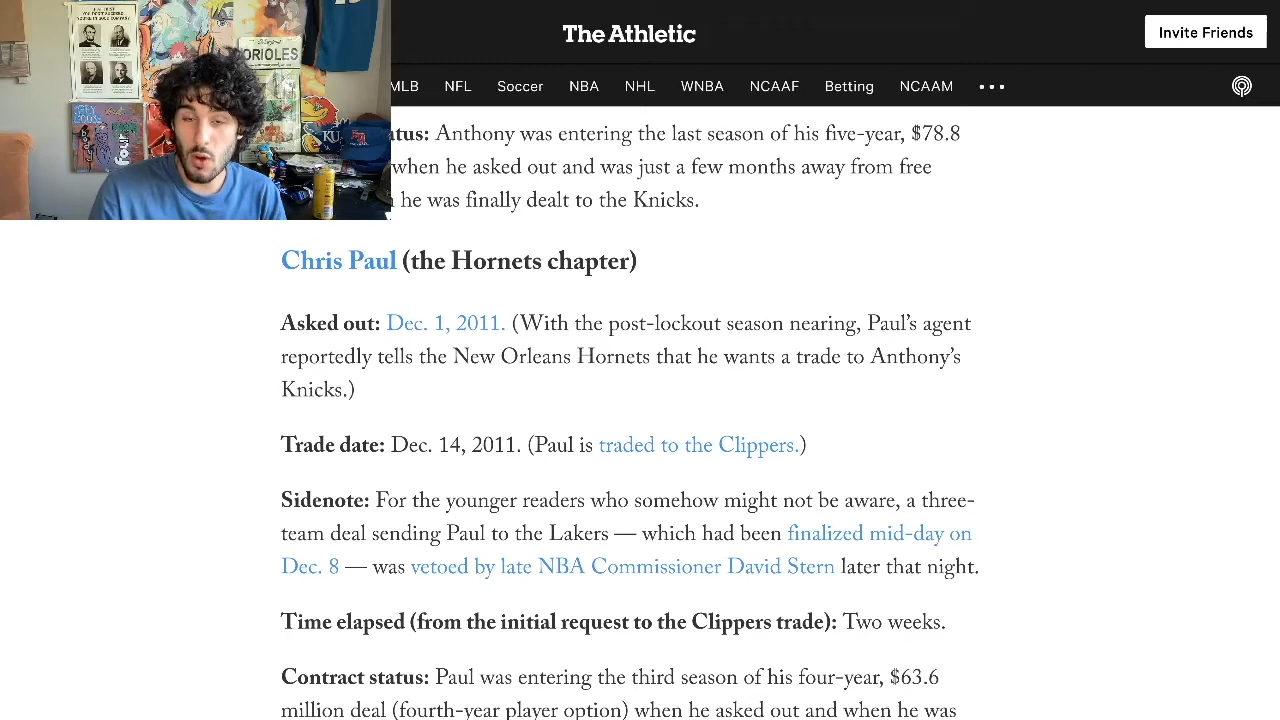 The Athletic
Invite Friends
MLB NFL Soccer NBA NHL WNBA NCAAF Betting NCAAM
ORIOLES
KU
four
atus: Anthony was entering the last season of his five-year, $78.8
when he asked out and was just a few months away from free
he was finally dealt to the Knicks.
Chris Paul (the Hornets chapter)
Asked out: Dec. 1, 2011. (With the post-lockout season nearing, Paul’s agent
reportedly tells the New Orleans Hornets that he wants a trade to Anthony’s
Knicks.)
Trade date: Dec. 14, 2011. (Paul is traded to the Clippers.)
Sidenote: For the younger readers who somehow might not be aware, a three-
team deal sending Paul to the Lakers — which had been finalized mid-day on
Dec. 8 — was vetoed by late NBA Commissioner David Stern later that night.
Time elapsed (from the initial request to the Clippers trade): Two weeks.
Contract status: Paul was entering the third season of his four-year, $63.6
million deal (fourth-year player option) when he asked out and when he was